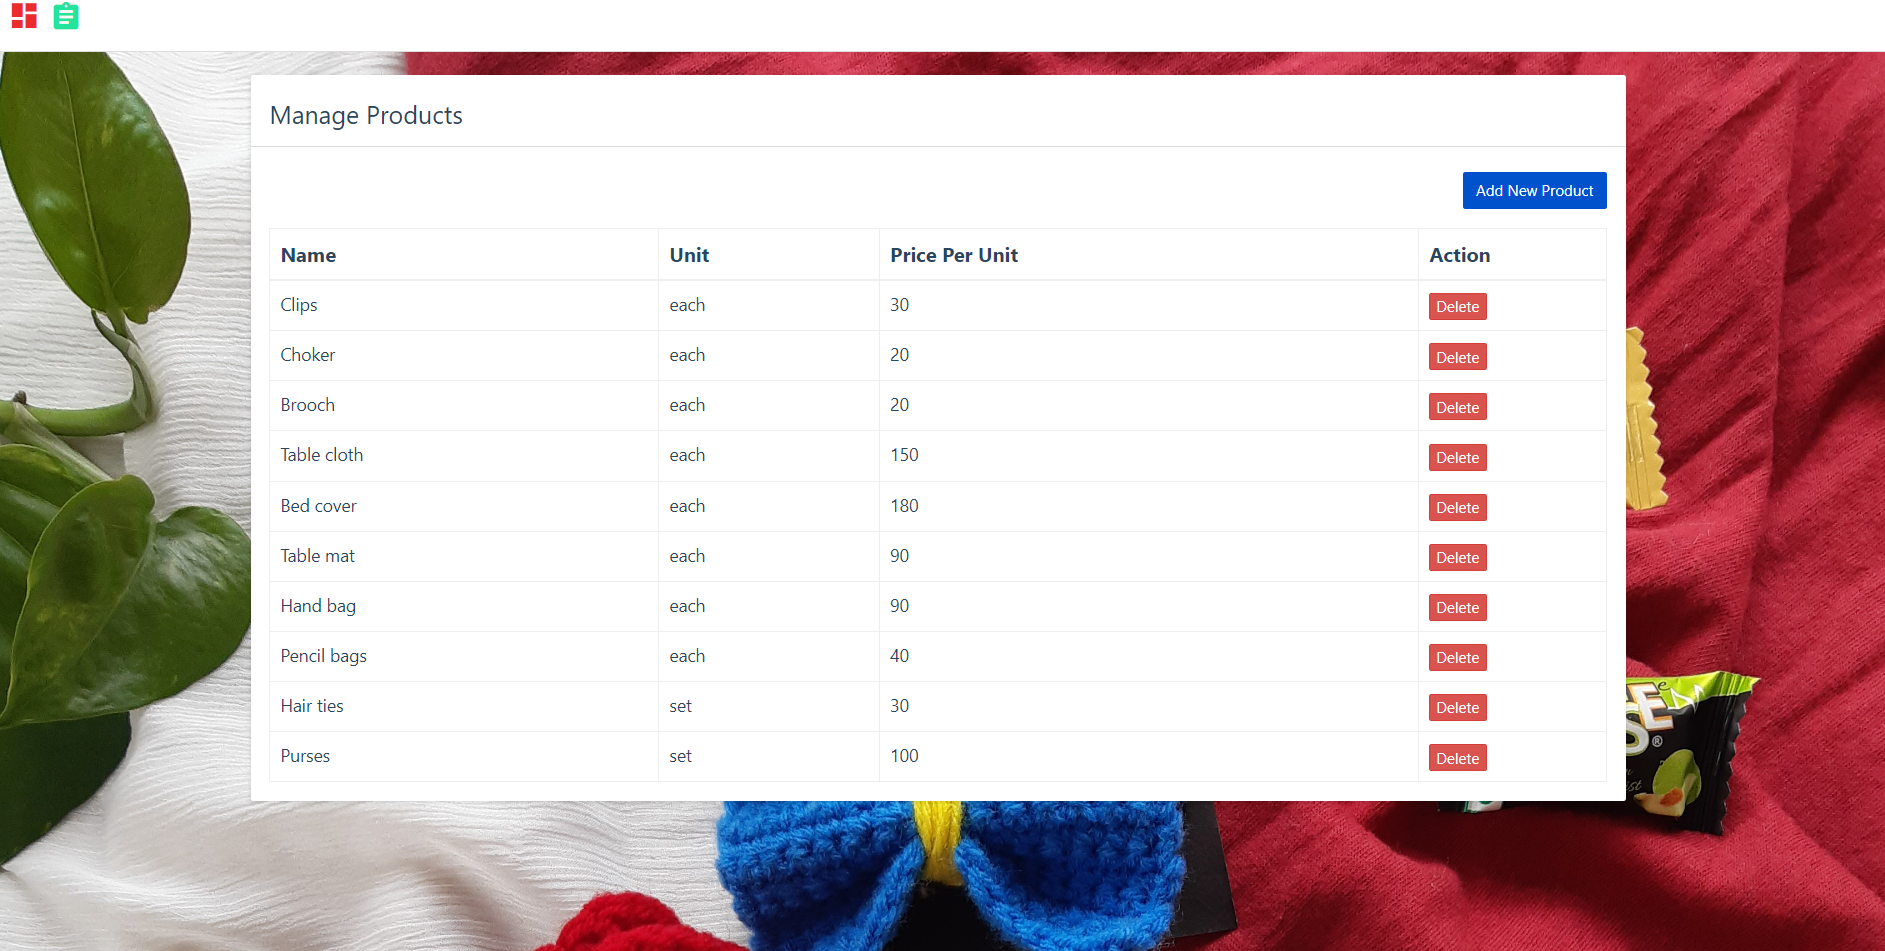 Manage Products
Add New Product
Name Unit Price Per Unit Action
Clips each 30 Delete
Choker each 20 Delete
Brooch each 20 Delete
Table cloth each 150 Delete
Bed cover each 180 Delete
Table mat each 90 Delete
Hand bag each 90 Delete
Pencil bags each 40 Delete
Hair ties set 30 Delete
Purses set 100 Delete